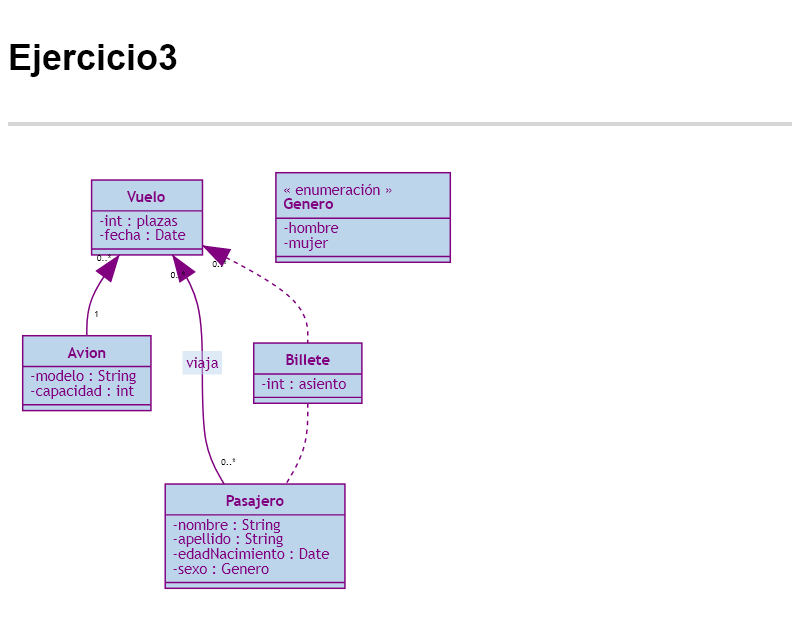 Ejercicio3
Vuelo
-int : plazas
-fecha : Date
« enumeración »
Genero
-hombre
-mujer
0..*
0..*
0..*
1
Avion
-modelo : String
-capacidad : int
viaja
Billete
-int : asiento
0..*
Pasajero
-nombre : String
-apellido : String
-edadNacimiento : Date
-sexo : Genero